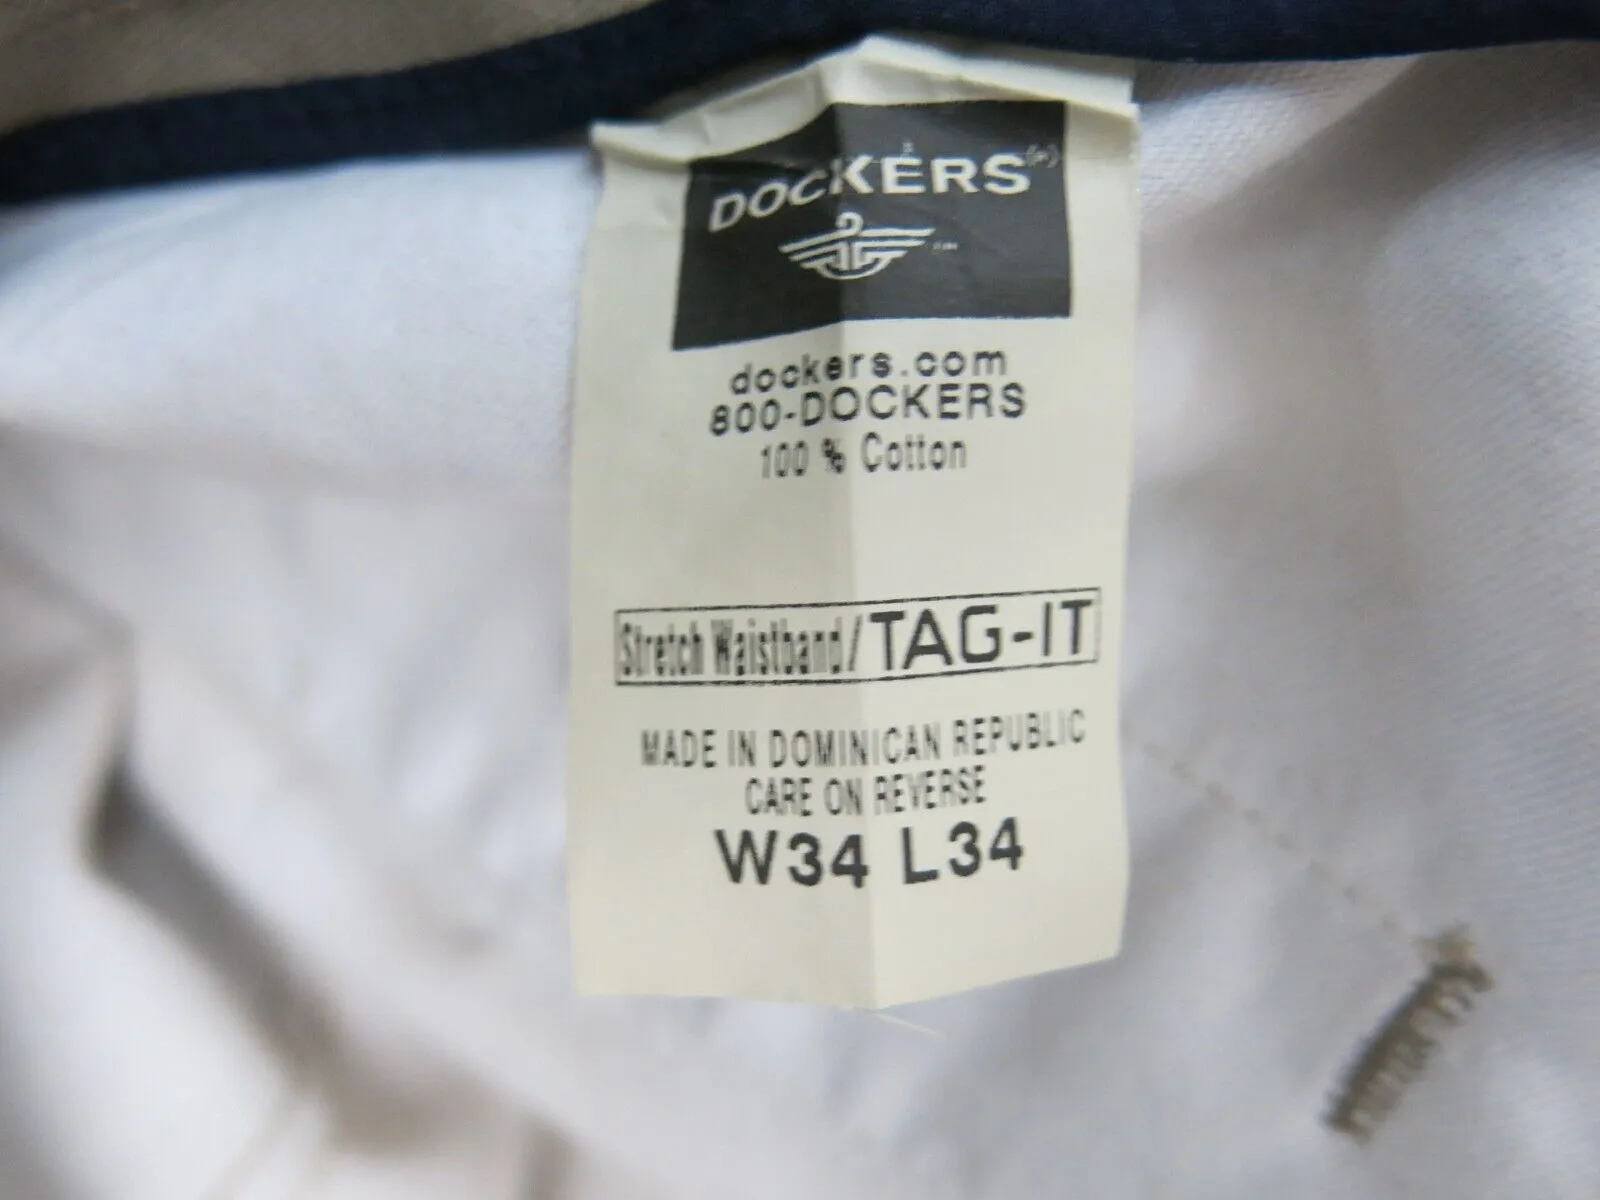 DOCKERS(R)
TM
dockers.com
800-DOCKERS
100 % Cotton
Stretch Waistband/TAG-IT
MADE IN DOMINICAN REPUBLIC
CARE ON REVERSE
W34 L34